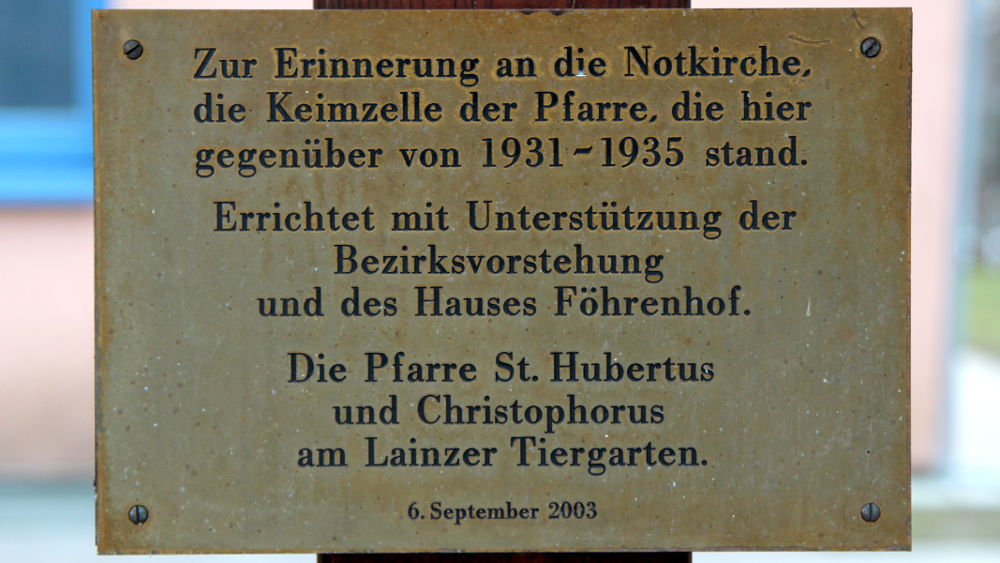 Zur Erinnerung an die Notkirche,
die Keimzelle der Pfarre, die hier
gegenüber von 1931~1935 stand.
Errichtet mit Unterstützung der
Bezirksvorstehung
und des Hauses Föhrenhof.
Die Pfarre St. Hubertus
und Christophorus
am Lainzer Tiergarten.
6. September 2003